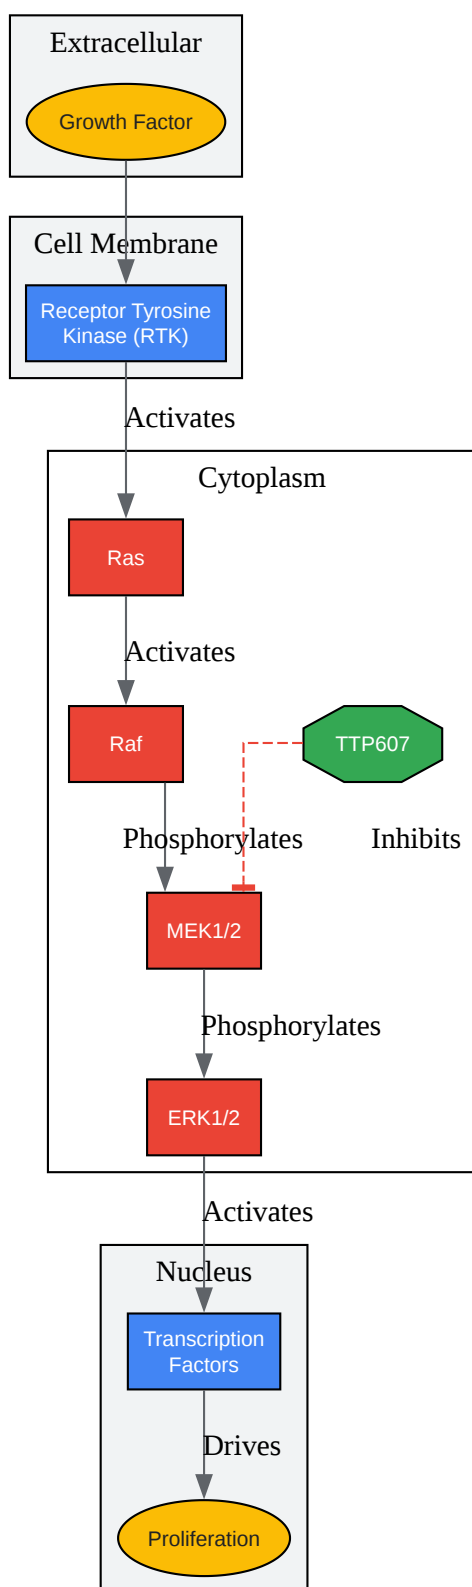 Extracellular
Growth Factor
Cell Membrane
Receptor Tyrosine
Kinase (RTK)
Activates
Cytoplasm
Ras
Activates
Raf
TTP607
Phosphorylates
Inhibits
MEK1/2
Phosphorylates
ERK1/2
Activates
Nucleus
Transcription
Factors
Drives
Proliferation